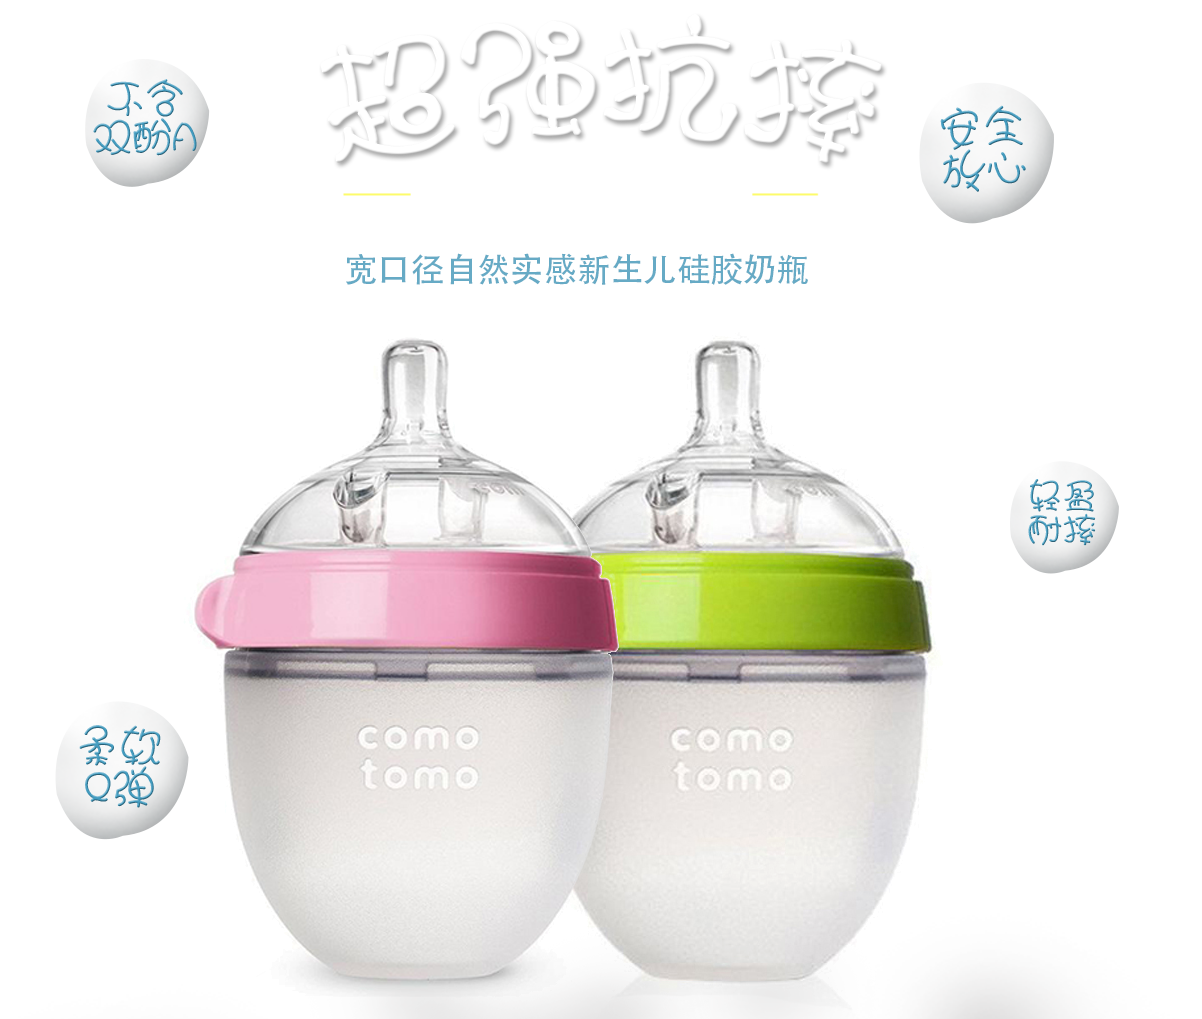 超强抗摔
不含
双酚A
安全
放心
宽口径自然实感新生儿硅胶奶瓶
轻盈
耐摔
柔软
Q弹
como
tomo
como
tomo